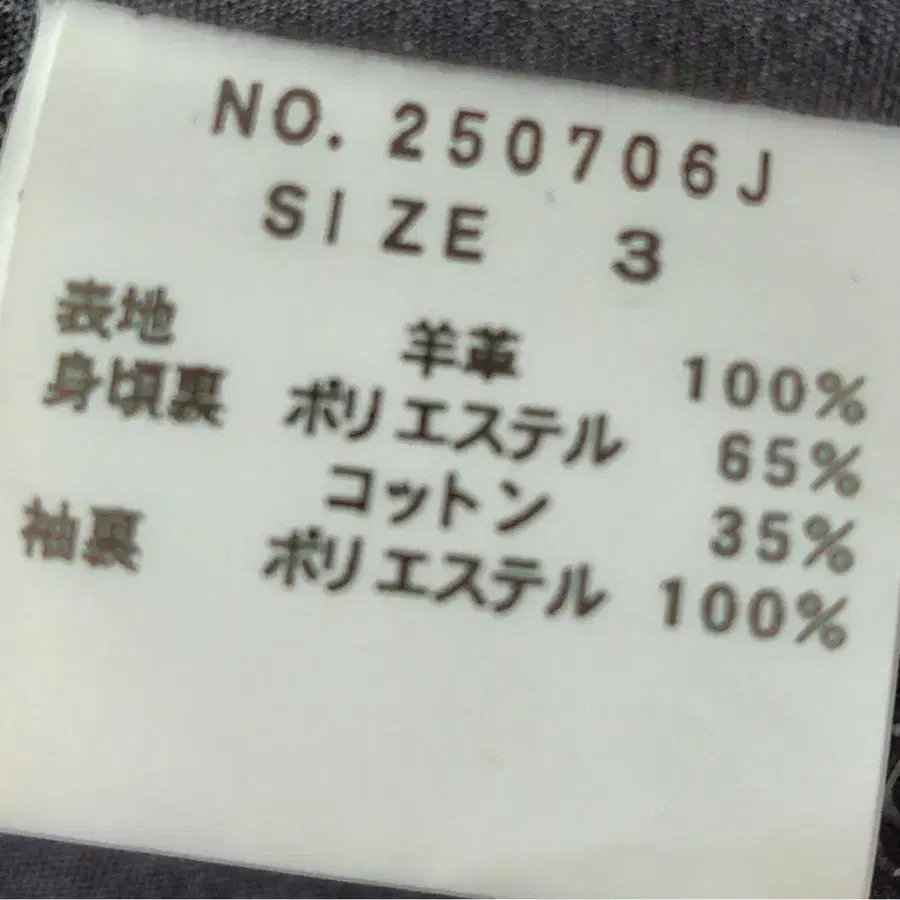 NO. 250706J
SIZE 3
表地 羊革 100%
身頃裏 ポリエステル 65%
コットン 35%
袖裏 ポリエステル 100%